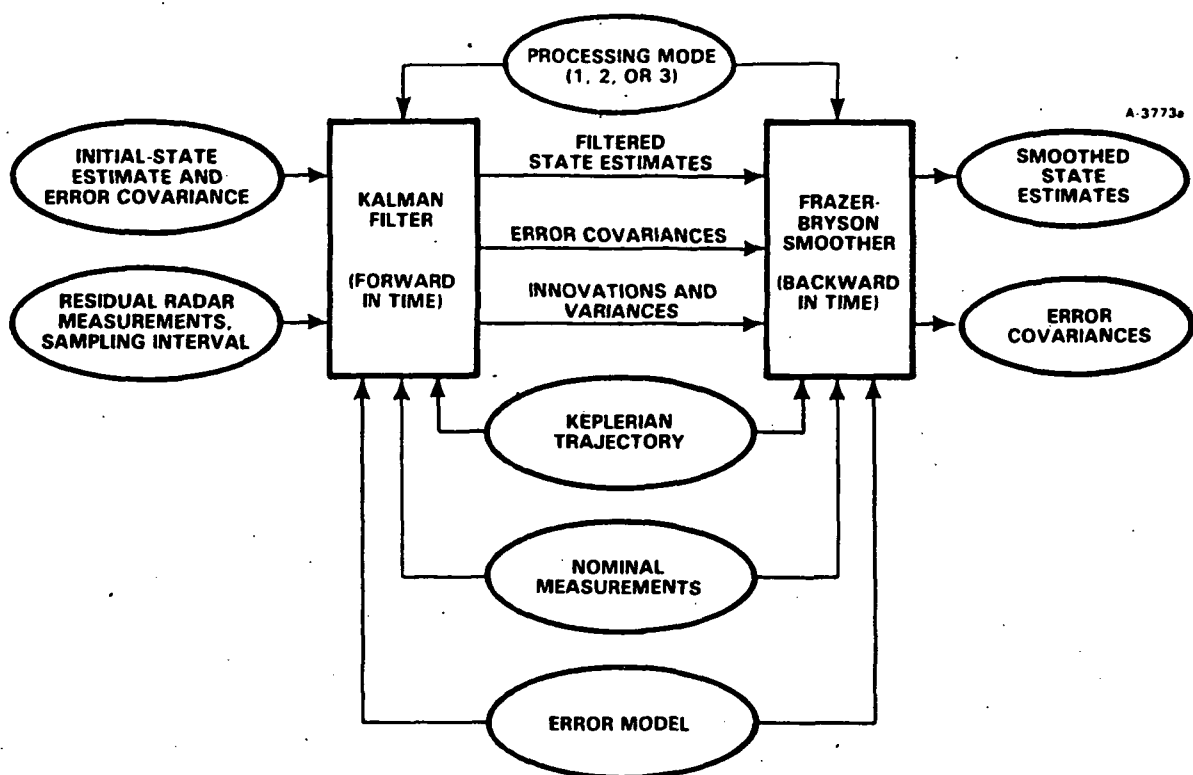 PROCESSING MODE
(1, 2, OR 3)
A-3773a
INITIAL-STATE
ESTIMATE AND
ERROR COVARIANCE
RESIDUAL RADAR
MEASUREMENTS,
SAMPLING INTERVAL
KALMAN
FILTER
(FORWARD
IN TIME)
FILTERED
STATE ESTIMATES
ERROR COVARIANCES
INNOVATIONS AND
VARIANCES
FRAZER-
BRYSON
SMOOTHER
(BACKWARD
IN TIME)
SMOOTHED
STATE
ESTIMATES
ERROR
COVARIANCES
KEPLERIAN
TRAJECTORY
NOMINAL
MEASUREMENTS
ERROR MODEL